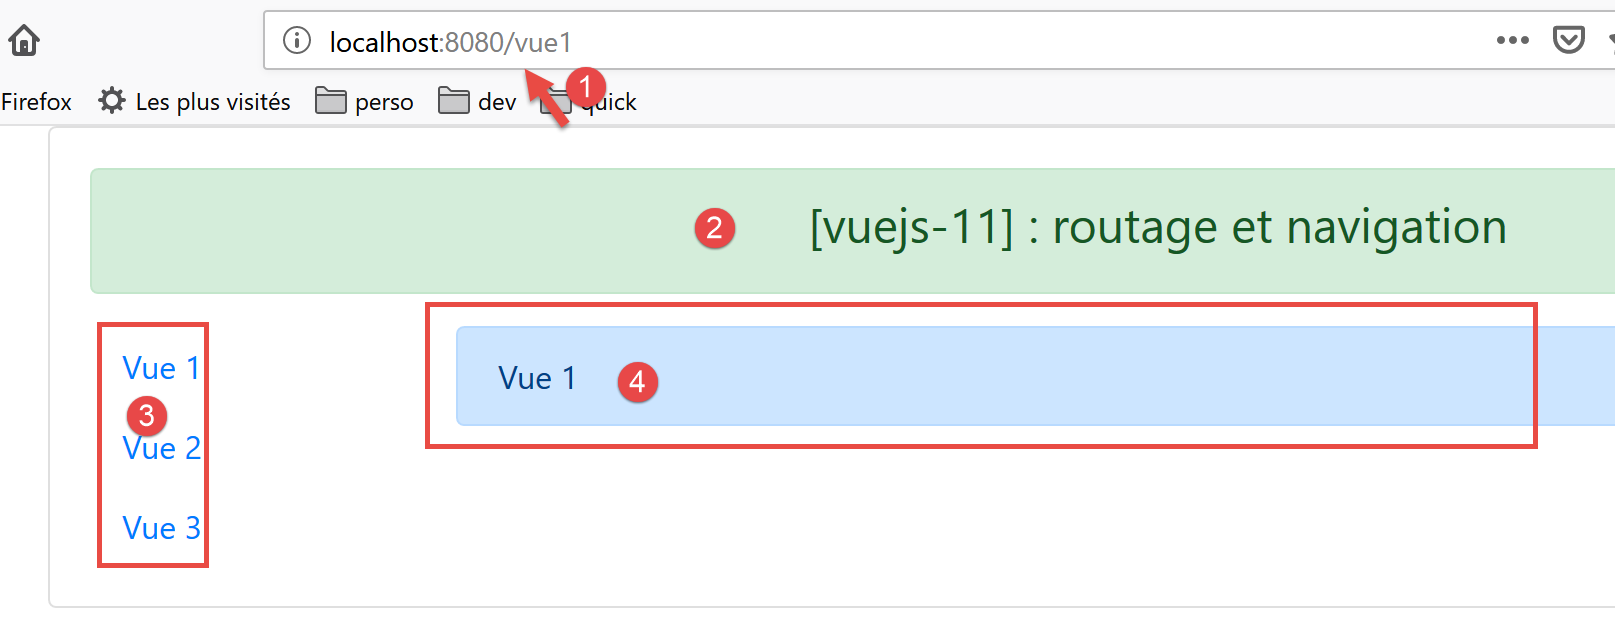 localhost:8080/vue1
1
Firefox Les plus visités perso dev quick
2 [vuejs-11] : routage et navigation
Vue 1
3
Vue 2
Vue 3
Vue 1 4